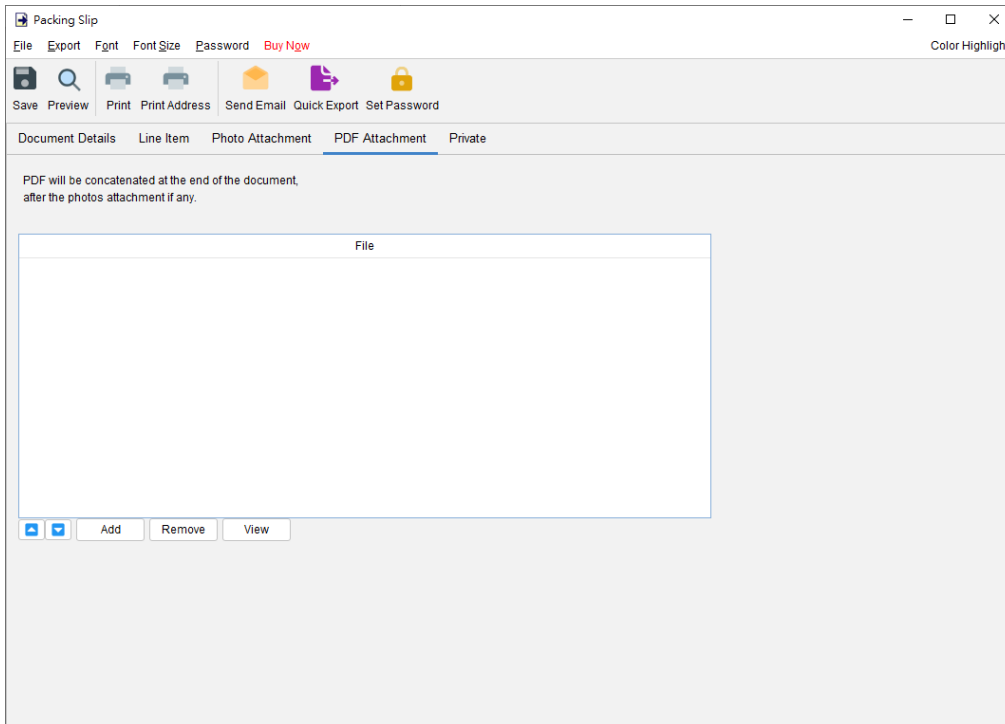 Packing Slip
File Export Font Font Size Password Buy Now Color Highligh
Save Preview Print Print Address Send Email Quick Export Set Password
Document Details Line Item Photo Attachment PDF Attachment Private
PDF will be concatenated at the end of the document,
after the photos attachment if any.
File
Add Remove View